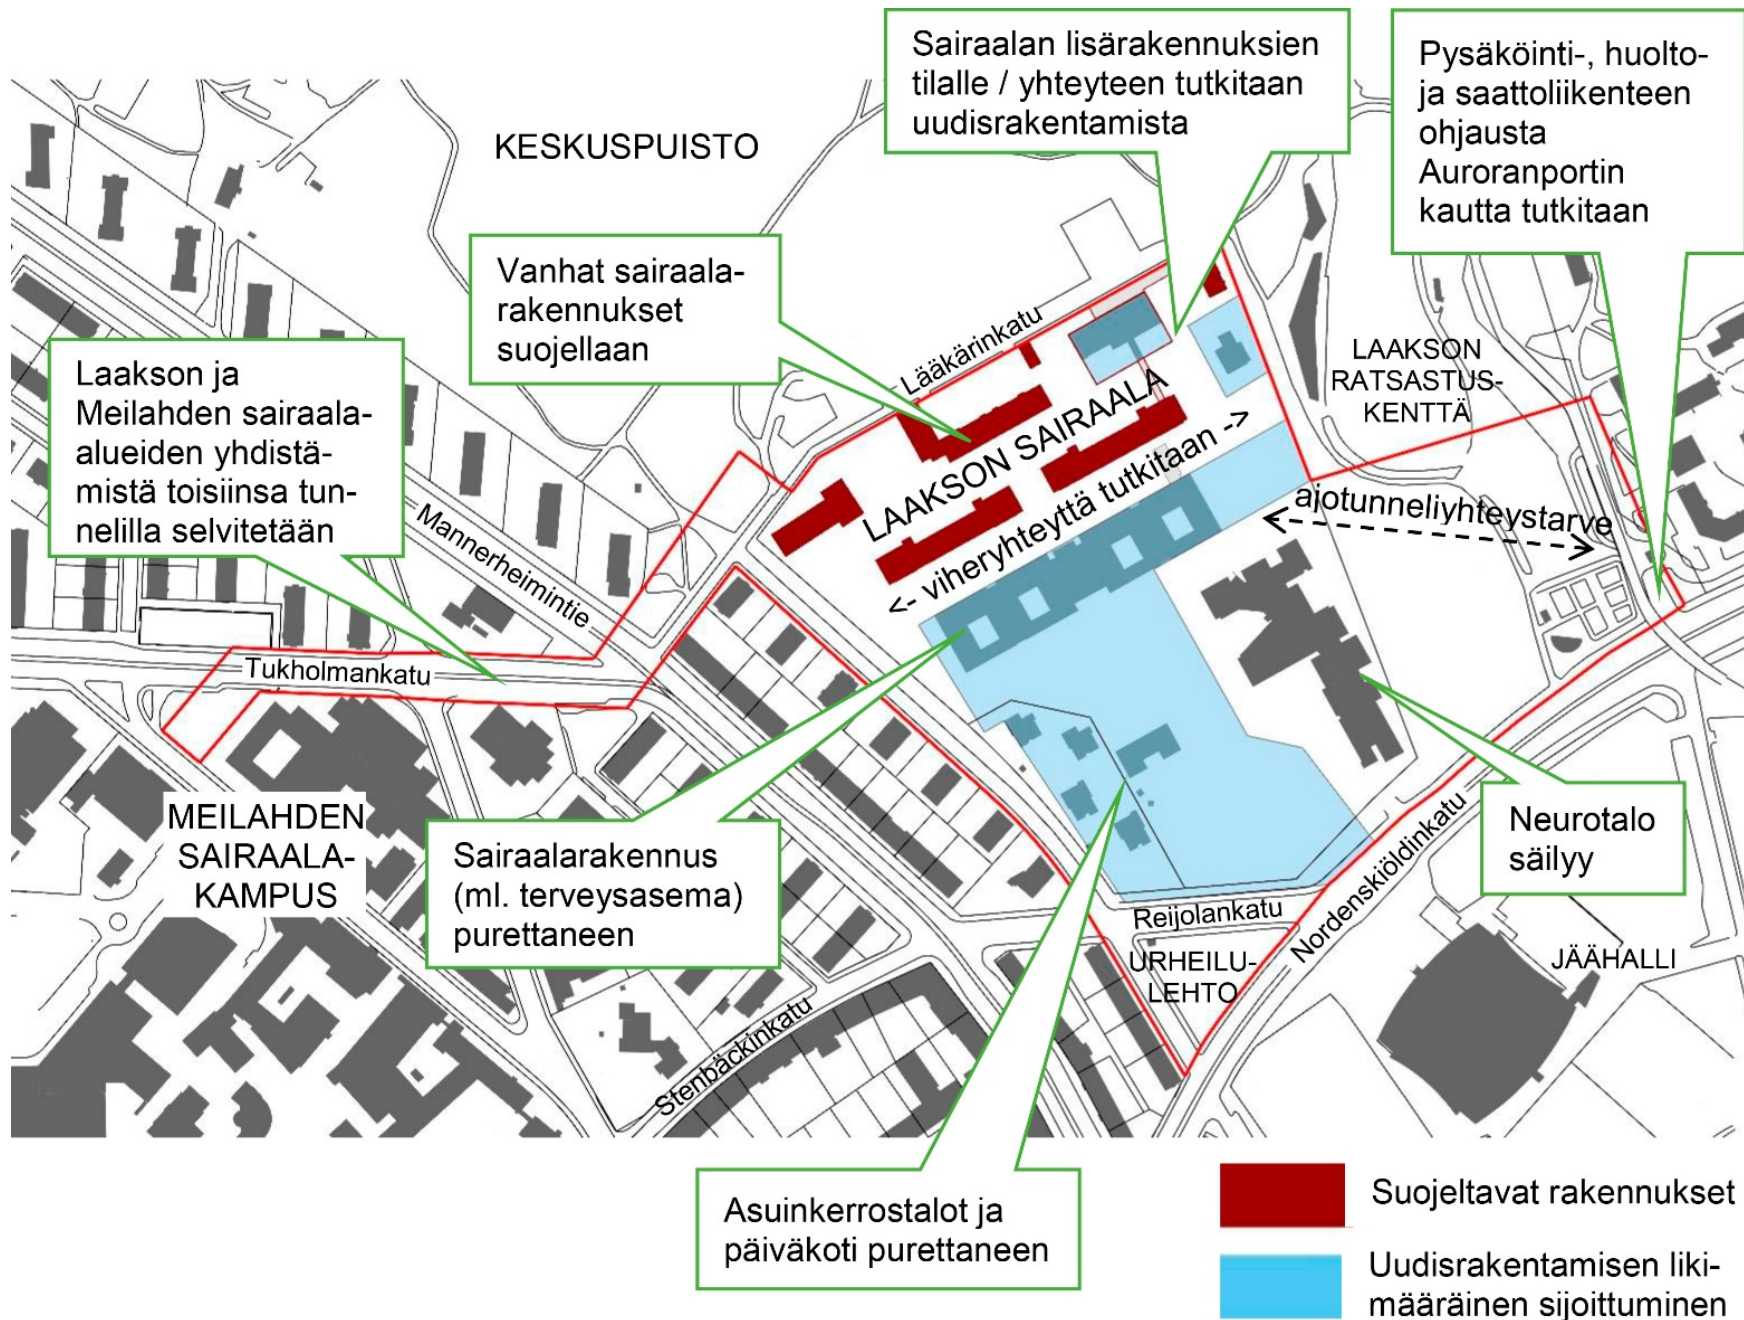 Sairaalan lisärakennuksien
tilalle / yhteyteen tutkitaan
uudisrakentamista
Pysäköinti-, huolto-
ja saattoliikenteen
ohjausta
Auroranportin
kautta tutkitaan
KESKUSPUISTO
Vanhat sairaala-
rakennukset
suojellaan
Laakson ja
Meilahden sairaala-
alueiden yhdistä-
mistä toisiinsa tun-
nelilla selvitetään
Lääkärinkatu
LAAKSON
RATSASTUS-
KENTTÄ
LAAKSON SAIRAALA
<- viheryhteyttä tutkitaan ->
ajotunneliyhteystarve
Mannerheimintie
Tukholmankatu
MEILAHDEN
SAIRAALA-
KAMPUS
Sairaalarakennus
(ml. terveysasema)
purettaneen
Neurotalo
säilyy
Reijolankatu
Nordenskiöldinkatu
URHEILU-
LEHTO
JÄÄHALLI
Stenbäckinkatu
Asuinkerrostalot ja
päiväkoti purettaneen
Suojeltavat rakennukset
Uudisrakentamisen liki-
määräinen sijoittuminen